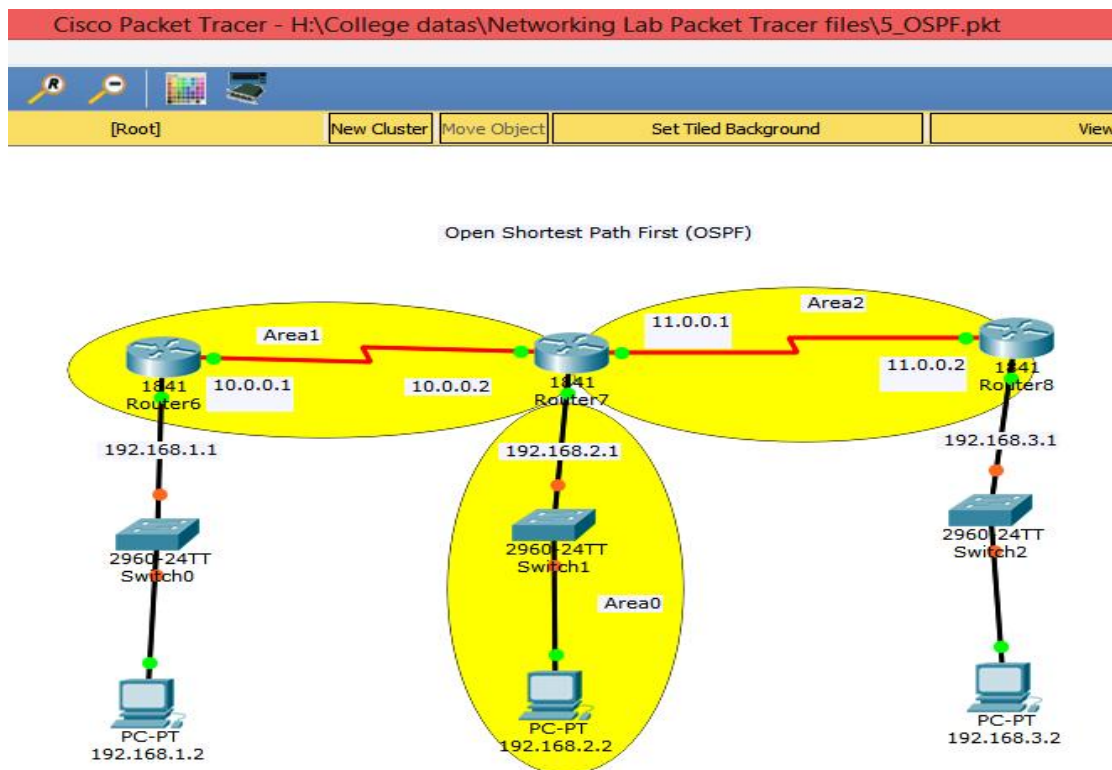 Cisco Packet Tracer - H:\College datas\Networking Lab Packet Tracer files\5_OSPF.pkt
[Root] New Cluster Move Object Set Tiled Background View
Open Shortest Path First (OSPF)
Area1
Area2
11.0.0.1
10.0.0.1
10.0.0.2
11.0.0.2
1841
Router6
1841
Router7
1841
Router8
192.168.1.1
192.168.2.1
192.168.3.1
2960-24TT
Switch0
2960-24TT
Switch1
2960-24TT
Switch2
Area0
PC-PT
192.168.1.2
PC-PT
192.168.2.2
PC-PT
192.168.3.2